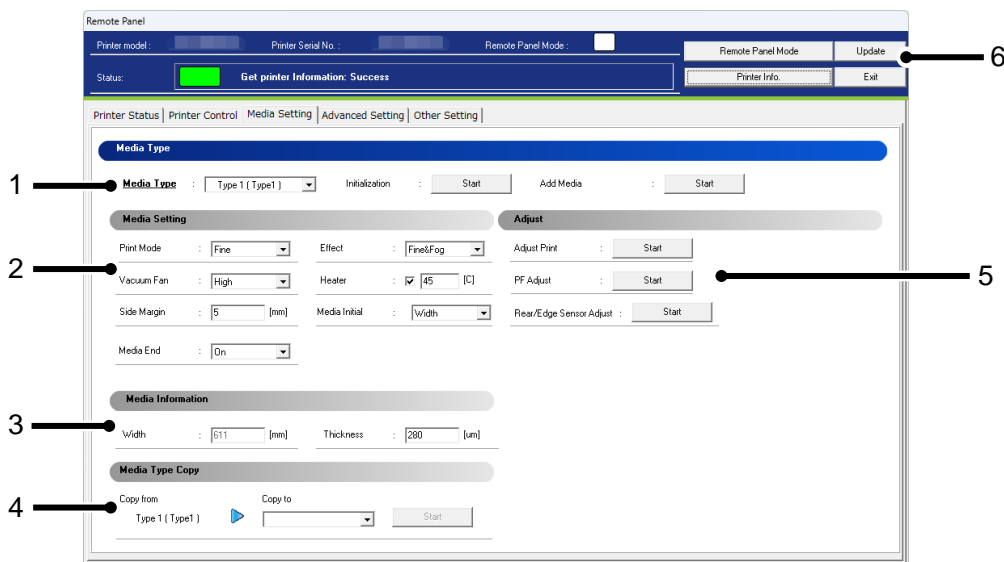 Remote Panel
Printer model : Printer Serial No. : Remote Panel Mode : Remote Panel Mode Update
6
Status: Get printer Information: Success Printer Info. Exit
Printer Status Printer Control Media Setting Advanced Setting Other Setting
Media Type
1 Media Type : Type 1 ( Type1 ) Initialization : Start Add Media : Start
Media Setting Adjust
Print Mode : Fine Effect : Fine&Fog Adjust Print : Start
2 5
Vacuum Fan : High Heater : 45 [C] PF Adjust : Start
Side Margin : 5 [mm] Media Initial : Width Rear/Edge Sensor Adjust : Start
Media End : On
Media Information
3 Width : 611 [mm] Thickness : 280 [um]
Media Type Copy
4 Copy from Copy to
Type 1 ( Type1 ) Start